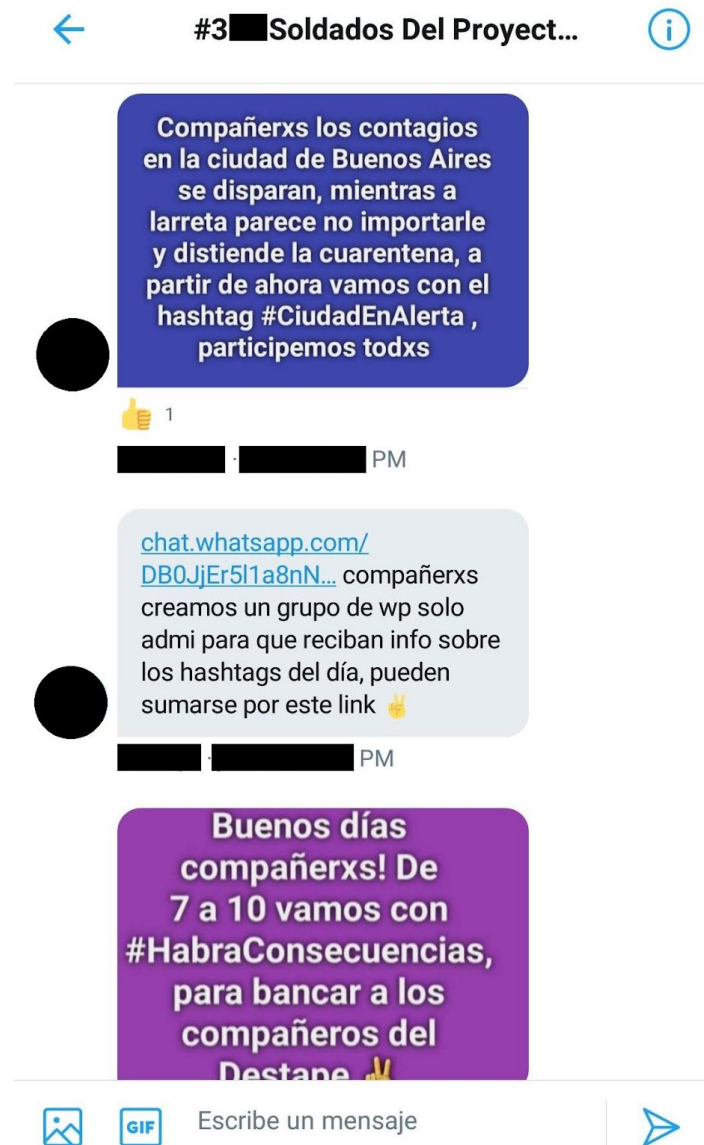 #3 Soldados Del Proyect...
Compañerxs los contagios
en la ciudad de Buenos Aires
se disparan, mientras a
larreta parece no importarle
y distiende la cuarentena, a
partir de ahora vamos con el
hashtag #CiudadEnAlerta ,
participemos todxs
1
· PM
chat.whatsapp.com/
DB0JjEr5l1a8nN... compañerxs
creamos un grupo de wp solo
admi para que reciban info sobre
los hashtags del día, pueden
sumarse por este link ✌
· PM
Buenos días
compañerxs! De
7 a 10 vamos con
#HabraConsecuencias,
para bancar a los
compañeros del
Destape ✌
GIF Escribe un mensaje